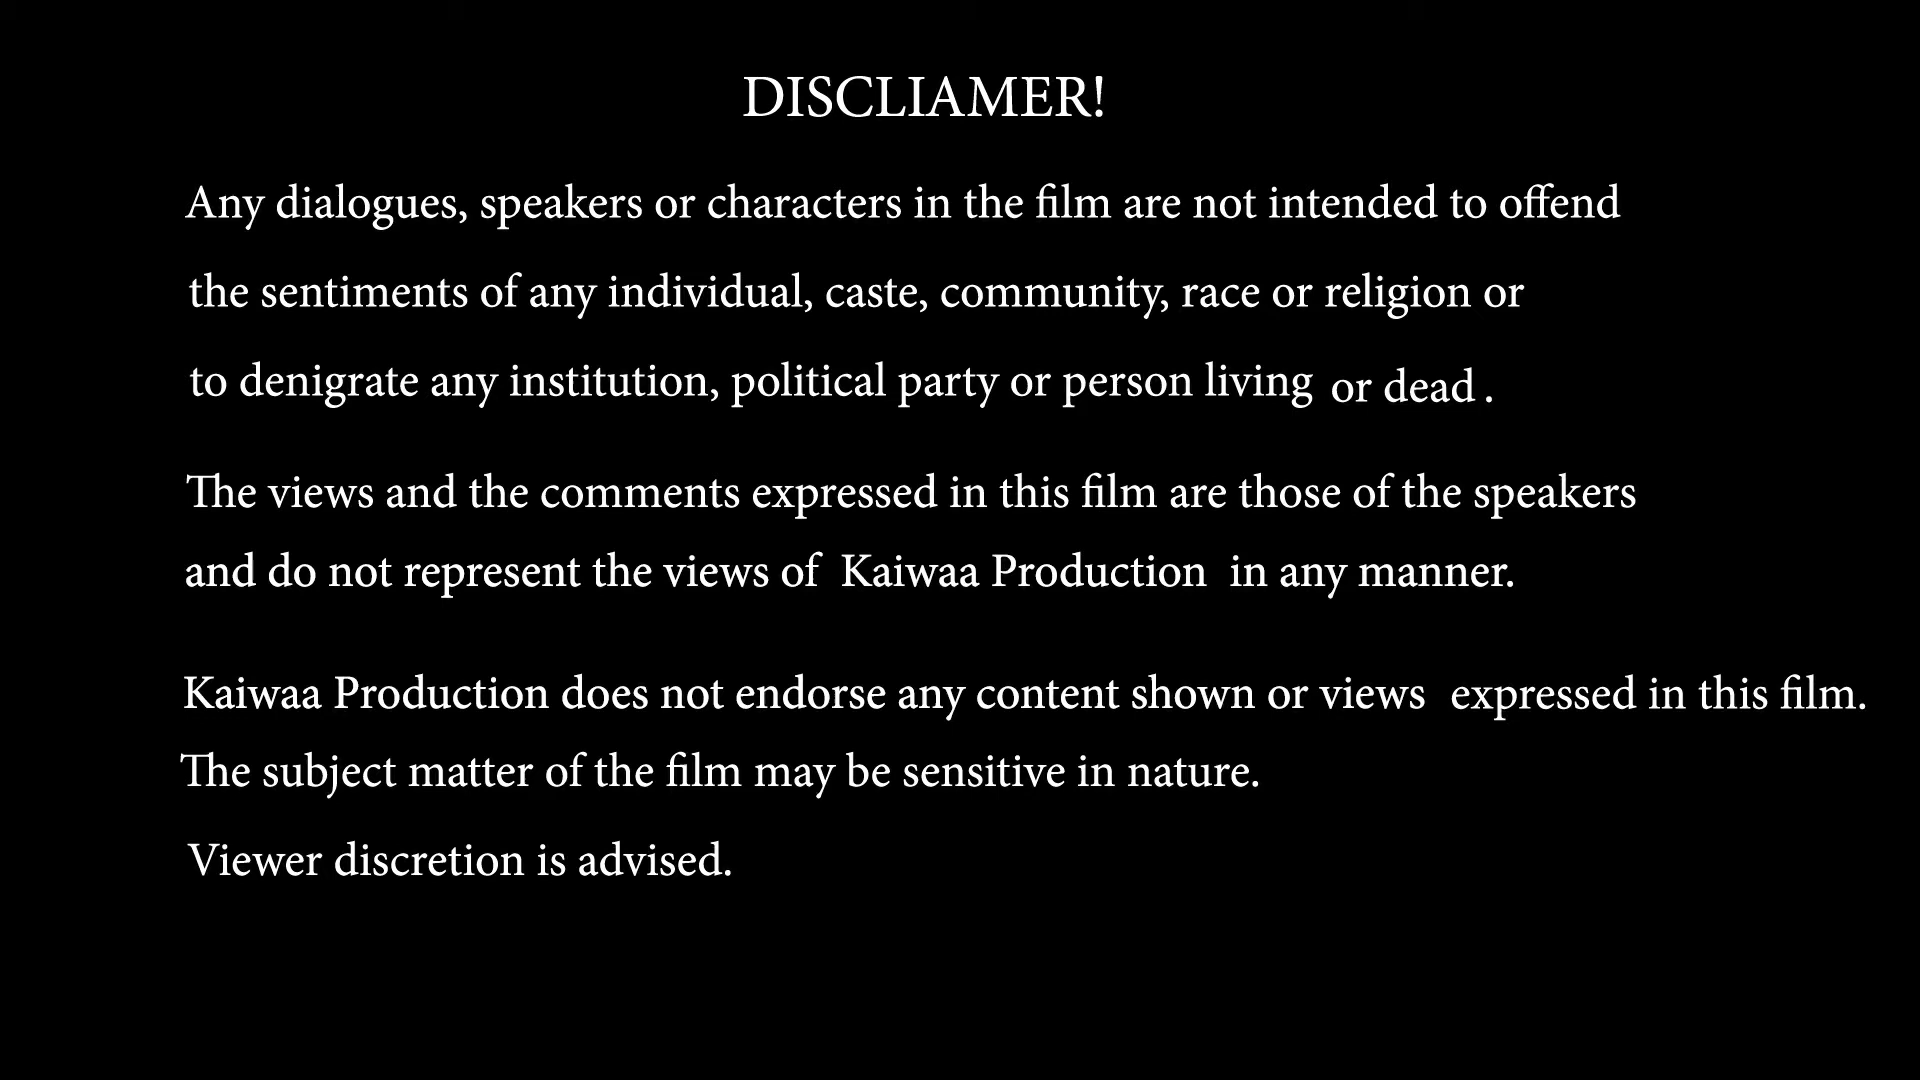 DISCLIAMER!
Any dialogues, speakers or characters in the film are not intended to offend
the sentiments of any individual, caste, community, race or religion or
to denigrate any institution, political party or person living or dead .
The views and the comments expressed in this film are those of the speakers
and do not represent the views of Kaiwaa Production in any manner.
Kaiwaa Production does not endorse any content shown or views expressed in this film.
The subject matter of the film may be sensitive in nature.
Viewer discretion is advised.